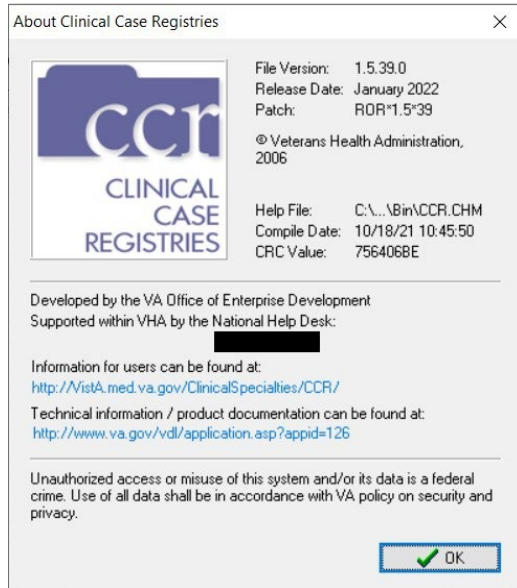 About Clinical Case Registries
ccr
CLINICAL
CASE
REGISTRIES
File Version: 1.5.39.0
Release Date: January 2022
Patch: ROR*1.5*39
© Veterans Health Administration,
2006
Help File: C:\...\Bin\CCR.CHM
Compile Date: 10/18/21 10:45:50
CRC Value: 756406BE
Developed by the VA Office of Enterprise Development
Supported within VHA by the National Help Desk:
Information for users can be found at:
http://VistA.med.va.gov/ClinicalSpecialties/CCR/
Technical information / product documentation can be found at:
http://www.va.gov/vdl/application.asp?appid=126
Unauthorized access or misuse of this system and/or its data is a federal
crime. Use of all data shall be in accordance with VA policy on security and
privacy.
OK